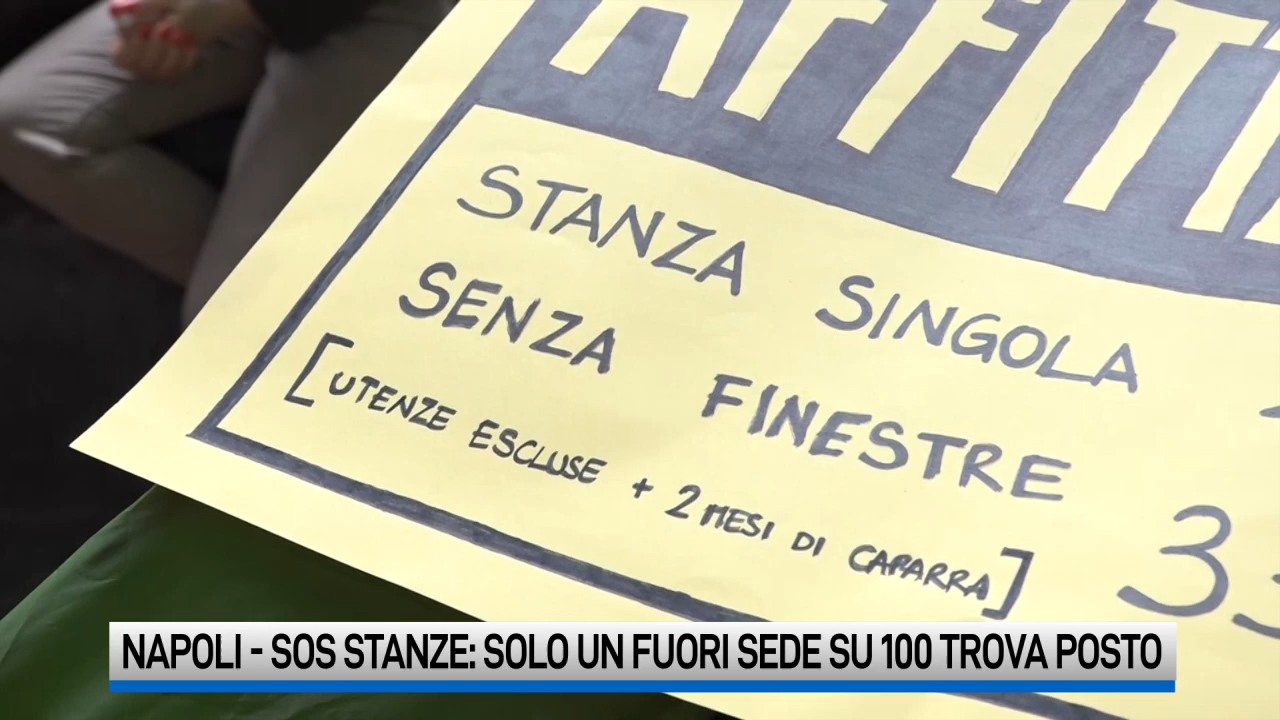 AFFITT
STANZA SINGOLA
SENZA FINESTRE
[UTENZE ESCLUSE + 2 MESI DI CAPARRA]
NAPOLI - SOS STANZE: SOLO UN FUORI SEDE SU 100 TROVA POSTO